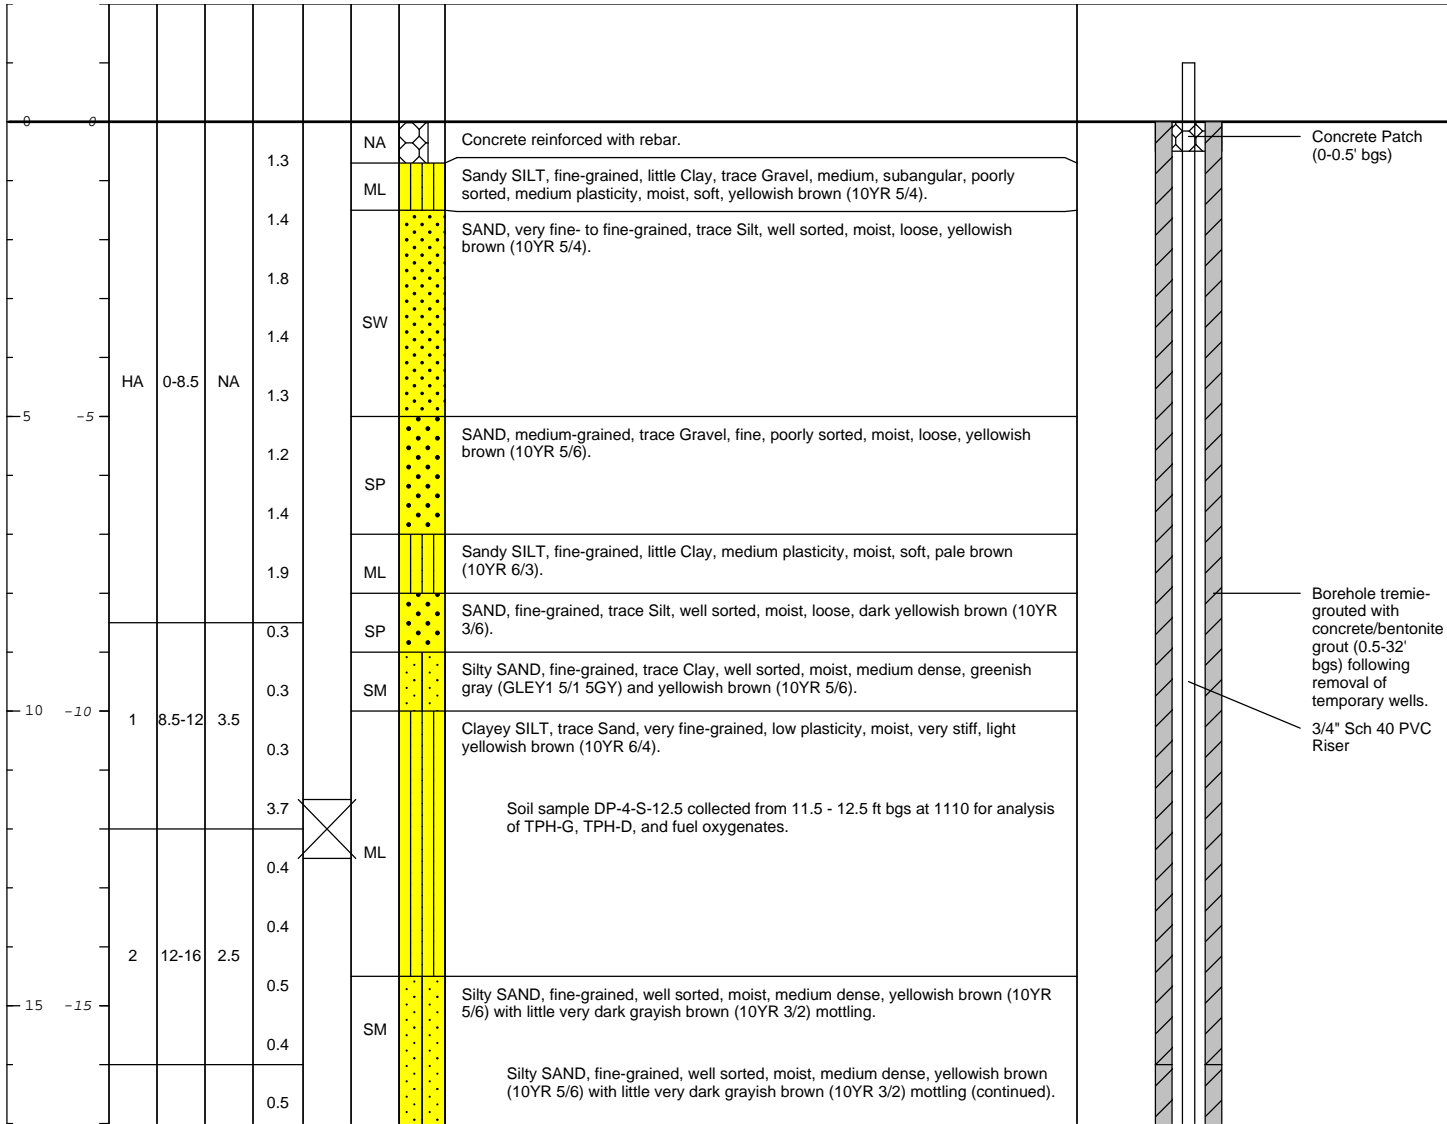 0 0
NA
Concrete reinforced with rebar.
Concrete Patch
(0-0.5' bgs)
1.3
ML
Sandy SILT, fine-grained, little Clay, trace Gravel, medium, subangular, poorly
sorted, medium plasticity, moist, soft, yellowish brown (10YR 5/4).
1.4
SAND, very fine- to fine-grained, trace Silt, well sorted, moist, loose, yellowish
brown (10YR 5/4).
1.8
SW
1.4
HA 0-8.5 NA
1.3
5 -5
SAND, medium-grained, trace Gravel, fine, poorly sorted, moist, loose, yellowish
brown (10YR 5/6).
1.2
SP
1.4
Sandy SILT, fine-grained, little Clay, medium plasticity, moist, soft, pale brown
(10YR 6/3).
1.9
ML
Borehole tremie-
grouted with
concrete/bentonite
grout (0.5-32'
bgs) following
removal of
temporary wells.
SAND, fine-grained, trace Silt, well sorted, moist, loose, dark yellowish brown (10YR
3/6).
0.3
SP
Silty SAND, fine-grained, trace Clay, well sorted, moist, medium dense, greenish
gray (GLEY1 5/1 5GY) and yellowish brown (10YR 5/6).
0.3
SM
10 -10
1 8.5-12 3.5
Clayey SILT, trace Sand, very fine-grained, low plasticity, moist, very stiff, light
yellowish brown (10YR 6/4).
3/4" Sch 40 PVC
Riser
0.3
3.7
Soil sample DP-4-S-12.5 collected from 11.5 - 12.5 ft bgs at 1110 for analysis
of TPH-G, TPH-D, and fuel oxygenates.
ML
0.4
0.4
2 12-16 2.5
0.5
Silty SAND, fine-grained, well sorted, moist, medium dense, yellowish brown (10YR
5/6) with little very dark grayish brown (10YR 3/2) mottling.
15 -15
SM
0.4
Silty SAND, fine-grained, well sorted, moist, medium dense, yellowish brown
(10YR 5/6) with little very dark grayish brown (10YR 3/2) mottling (continued).
0.5